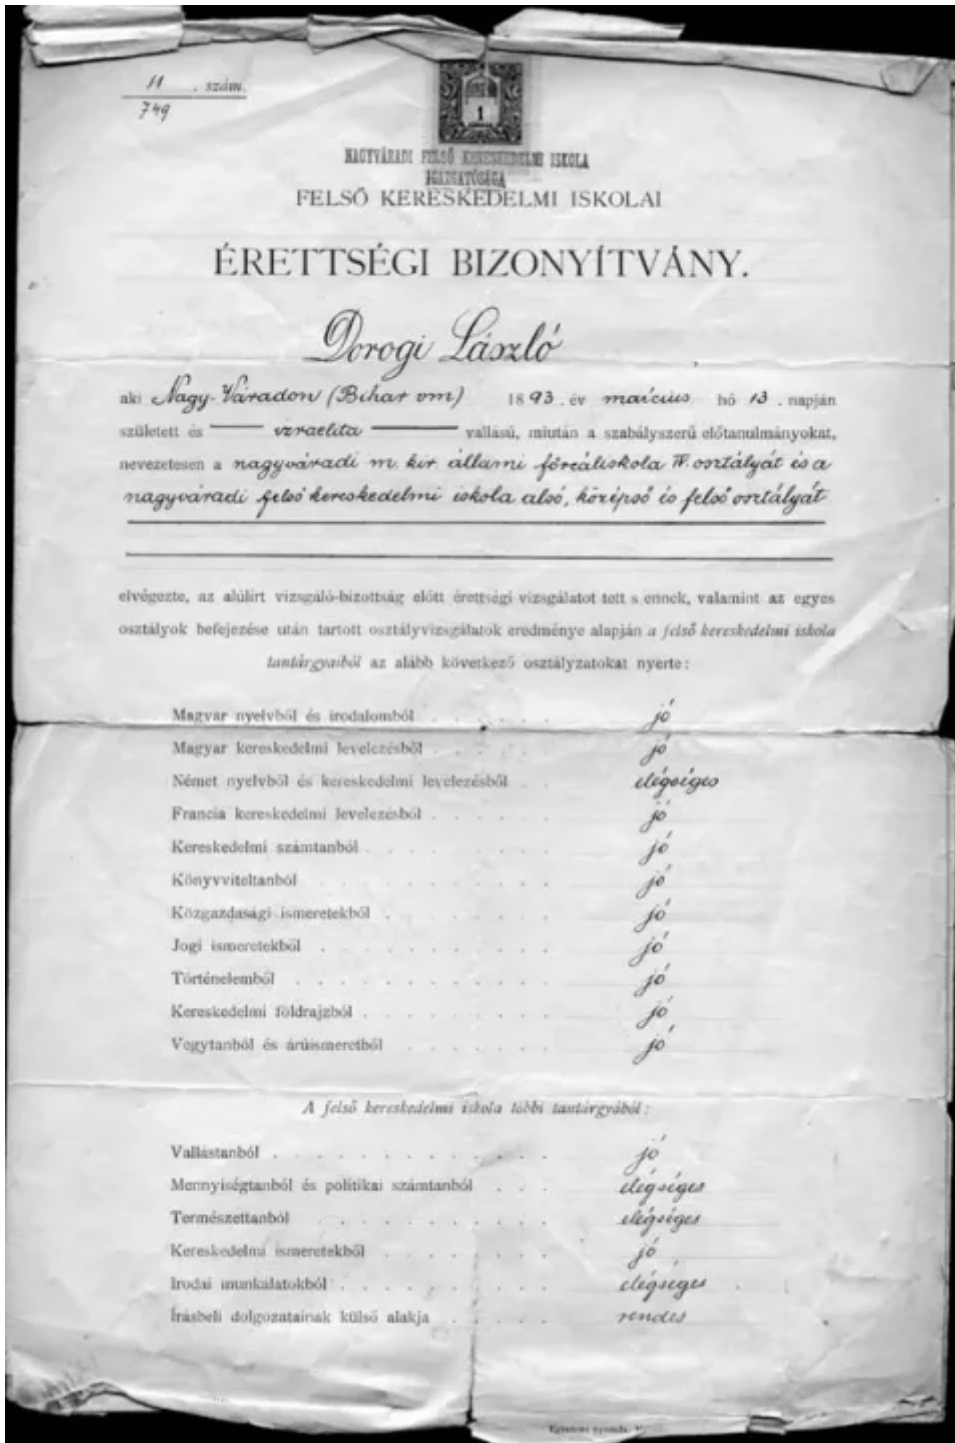 11 . szám.
749
1
NAGYVÁRADI FELSŐ KERESKEDELMI ISKOLA
IGAZGATÓSÁGA
FELSŐ KERESKEDELMI ISKOLAI
ÉRETTSÉGI BIZONYÍTVÁNY.
Dorogi László
aki Nagy-Váradon (Bihar vm) 1893. év március hó 13. napján
született és izraelita vallású, miután a szabályszerű előtanulmányokat,
nevezetesen a nagyváradi m. kir. állami főreáliskola IV. osztályát és a
nagyváradi felső kereskedelmi iskola alsó, középső és felső osztályát
elvégezte, az alúlirt vizsgáló-bizottság előtt érettségi vizsgálatot tett s ennek, valamint az egyes
osztályok befejezése után tartott osztályvizsgálatok eredménye alapján a felső kereskedelmi iskola
tantárgyaiból az alább következő osztályzatokat nyerte:
Magyar nyelvből és irodalomból . . . . . jó
Magyar kereskedelmi levelezésből . . . . jó
Német nyelvből és kereskedelmi levelezésből . . elégséges
Francia kereskedelmi levelezésből . . . . jó
Kereskedelmi számtanból . . . . . . jó
Könyvviteltanból . . . . . . . . jó
Közgazdasági ismeretekből . . . . . . jó
Jogi ismeretekből . . . . . . . . jó
Történelemből . . . . . . . . . jó
Kereskedelmi földrajzból . . . . . . jó
Vegytanból és árúismeretből . . . . . jó
A felső kereskedelmi iskola többi tantárgyából:
Vallástanból . . . . . . . . . jó
Mennyiségtanból és politikai számtanból . . . elégséges
Természettanból . . . . . . . . elégséges
Kereskedelmi ismeretekből . . . . . . jó
Irodai munkálatokból . . . . . . . elégséges
Írásbeli dolgozatainak külső alakja . . . . rendes